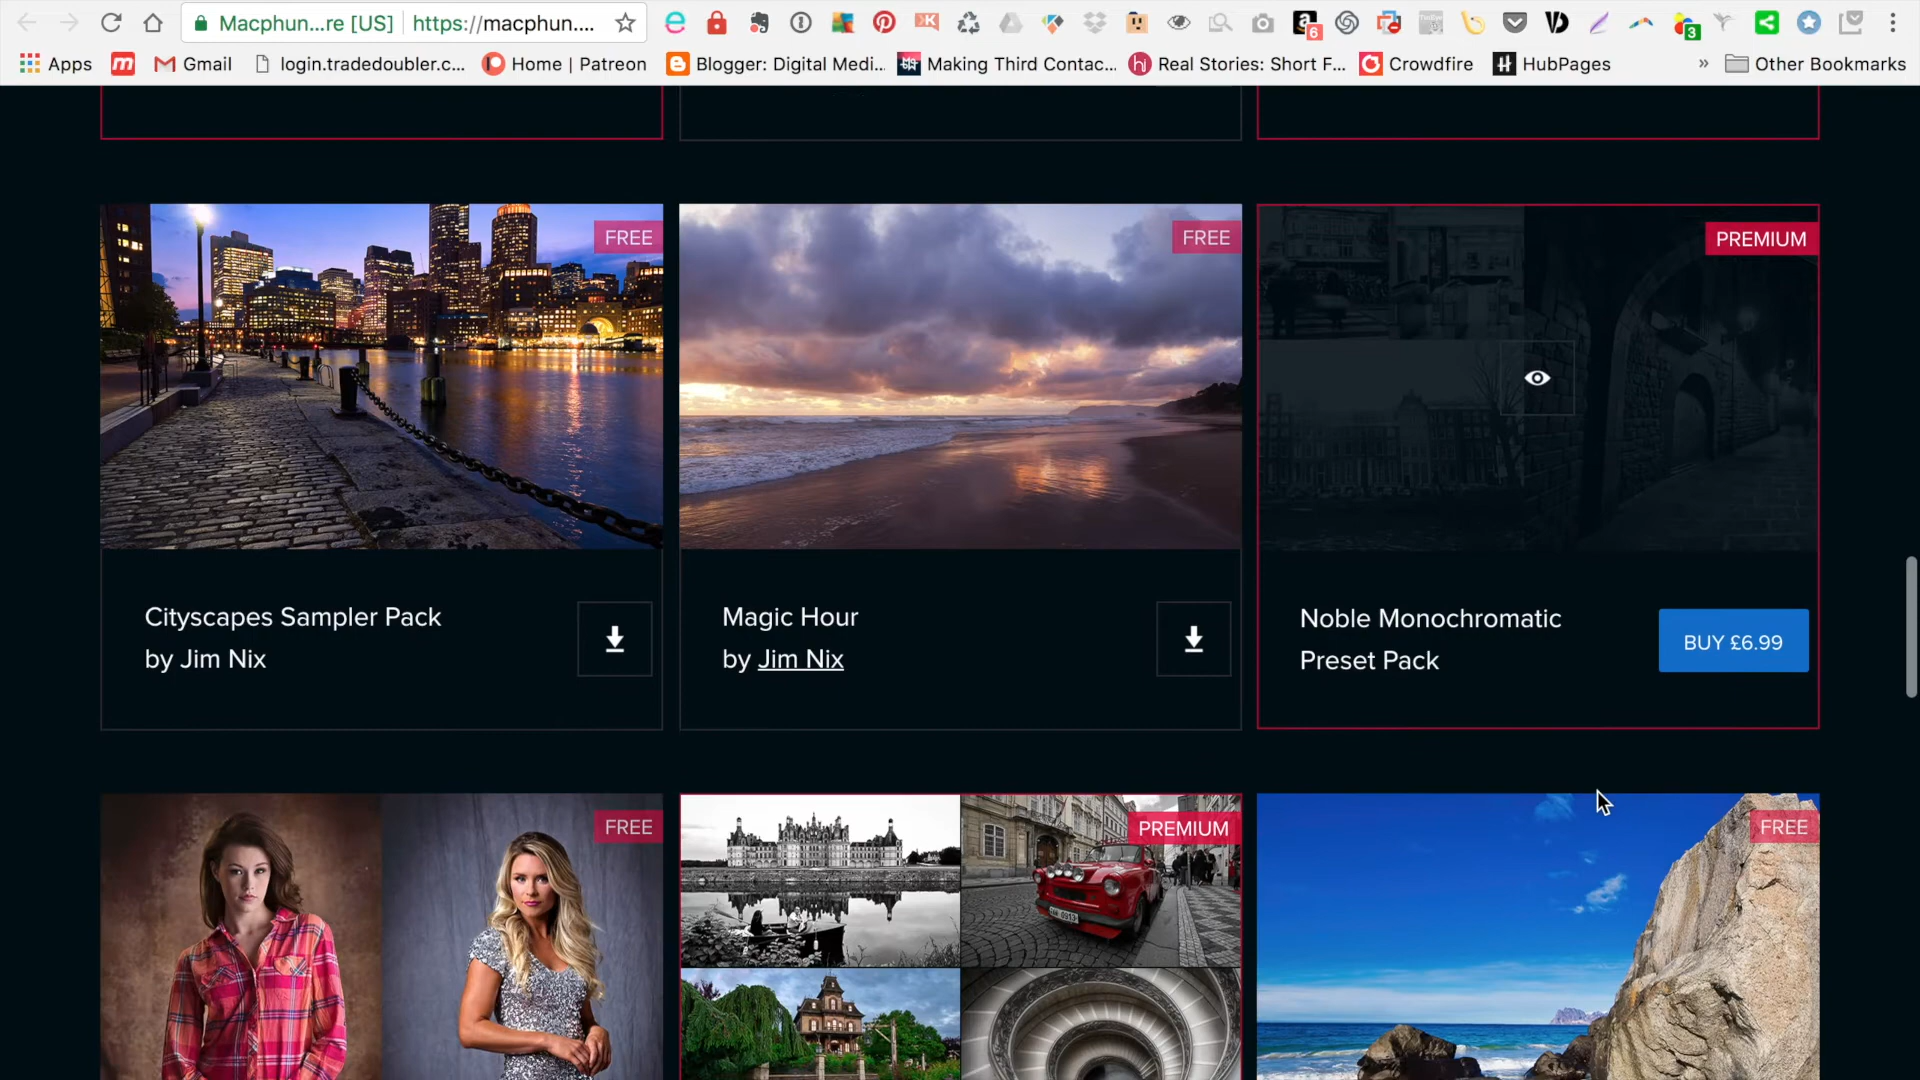 Macphun...re [US]
https://macphun....
6
3
Apps
Gmail
login.tradedoubler.c...
Home | Patreon
Blogger: Digital Medi...
Making Third Contac...
Real Stories: Short F...
Crowdfire
HubPages
»
Other Bookmarks
FREE
FREE
PREMIUM
Cityscapes Sampler Pack
by Jim Nix
Magic Hour
by Jim Nix
Noble Monochromatic
Preset Pack
BUY £6.99
FREE
PREMIUM
FREE